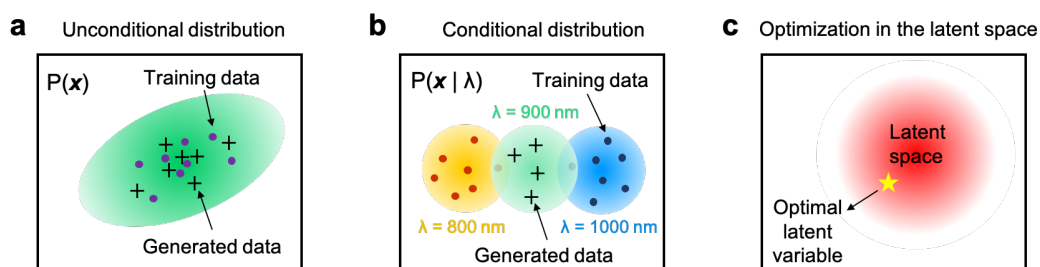 a Unconditional distribution
P(x)
Training data
Generated data
b Conditional distribution
P(x | λ)
Training data
λ = 900 nm
λ = 800 nm
λ = 1000 nm
Generated data
c Optimization in the latent space
Latent
space
Optimal
latent
variable